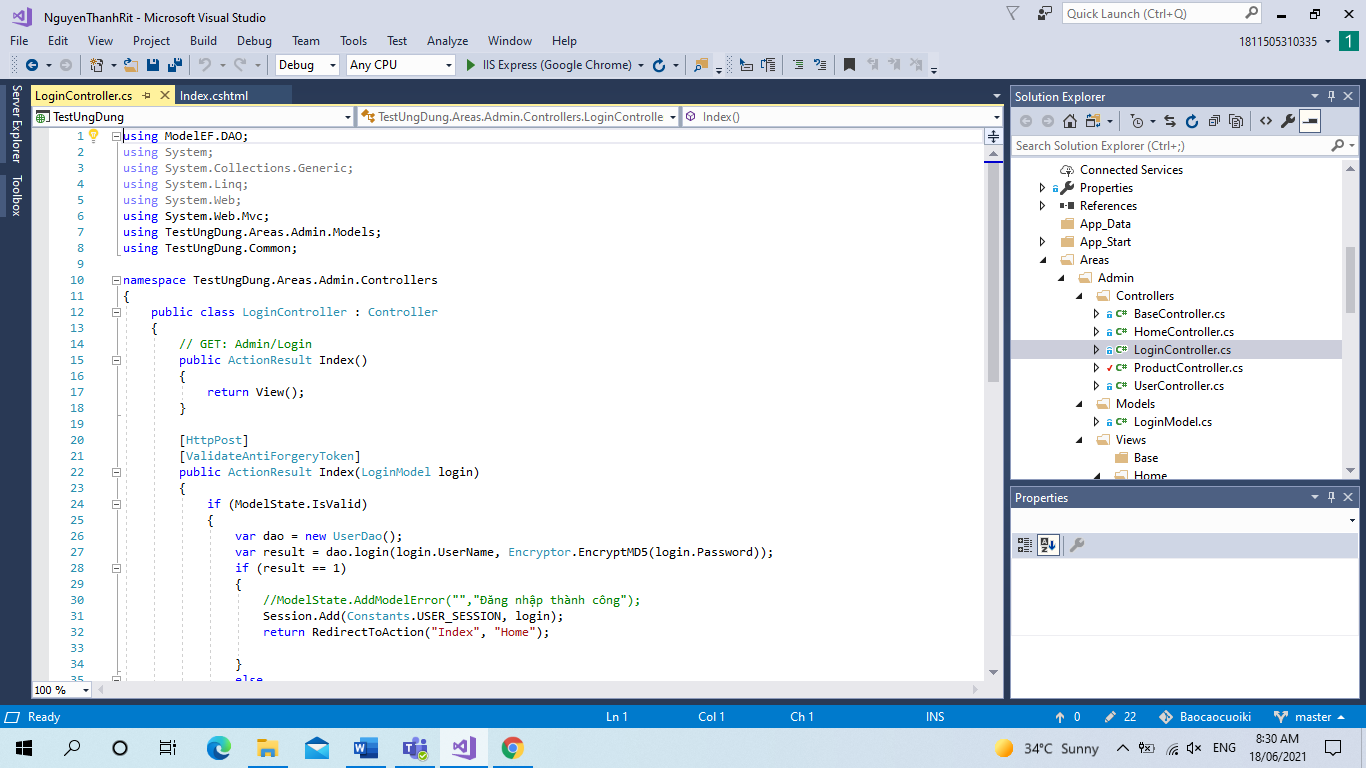 NguyenThanhRit - Microsoft Visual Studio
Quick Launch (Ctrl+Q)
File Edit View Project Build Debug Team Tools Test Analyze Window Help
1811505310335
1
Debug Any CPU IIS Express (Google Chrome)
Server Explorer
Toolbox
LoginController.cs Index.cshtml
TestUngDung TestUngDung.Areas.Admin.Controllers.LoginControlle Index()
1 using ModelEF.DAO;
2 using System;
3 using System.Collections.Generic;
4 using System.Linq;
5 using System.Web;
6 using System.Web.Mvc;
7 using TestUngDung.Areas.Admin.Models;
8 using TestUngDung.Common;
9
10 namespace TestUngDung.Areas.Admin.Controllers
11 {
12 public class LoginController : Controller
13 {
14 // GET: Admin/Login
15 public ActionResult Index()
16 {
17 return View();
18 }
19
20 [HttpPost]
21 [ValidateAntiForgeryToken]
22 public ActionResult Index(LoginModel login)
23 {
24 if (ModelState.IsValid)
25 {
26 var dao = new UserDao();
27 var result = dao.login(login.UserName, Encryptor.EncryptMD5(login.Password));
28 if (result == 1)
29 {
30 //ModelState.AddModelError("","Đăng nhập thành công");
31 Session.Add(Constants.USER_SESSION, login);
32 return RedirectToAction("Index", "Home");
33
34 }
35 else
100 %
Solution Explorer
Search Solution Explorer (Ctrl+;)
Connected Services
Properties
References
App_Data
App_Start
Areas
Admin
Controllers
BaseController.cs
HomeController.cs
LoginController.cs
ProductController.cs
UserController.cs
Models
LoginModel.cs
Views
Base
Home
Properties
Ready Ln 1 Col 1 Ch 1 INS 0 22 Baocaocuoiki master
34°C Sunny ENG
8:30 AM
18/06/2021